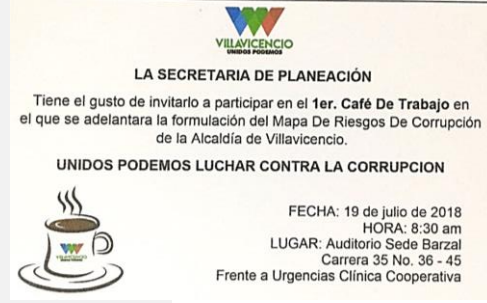 VILLAVICENCIO
UNIDOS PODEMOS
LA SECRETARIA DE PLANEACIÓN
Tiene el gusto de invitarlo a participar en el 1er. Café De Trabajo en
el que se adelantara la formulación del Mapa De Riesgos De Corrupción
de la Alcaldía de Villavicencio.
UNIDOS PODEMOS LUCHAR CONTRA LA CORRUPCION
FECHA: 19 de julio de 2018
HORA: 8:30 am
LUGAR: Auditorio Sede Barzal
Carrera 35 No. 36 - 45
Frente a Urgencias Clínica Cooperativa
VILLAVICENCIO